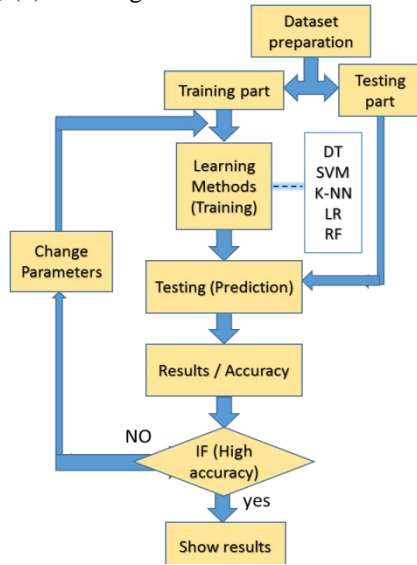 Dataset
preparation
Training part
Testing
part
Learning
Methods
(Training)
DT
SVM
K-NN
LR
RF
Change
Parameters
Testing (Prediction)
Results / Accuracy
NO
IF (High
accuracy)
yes
Show results